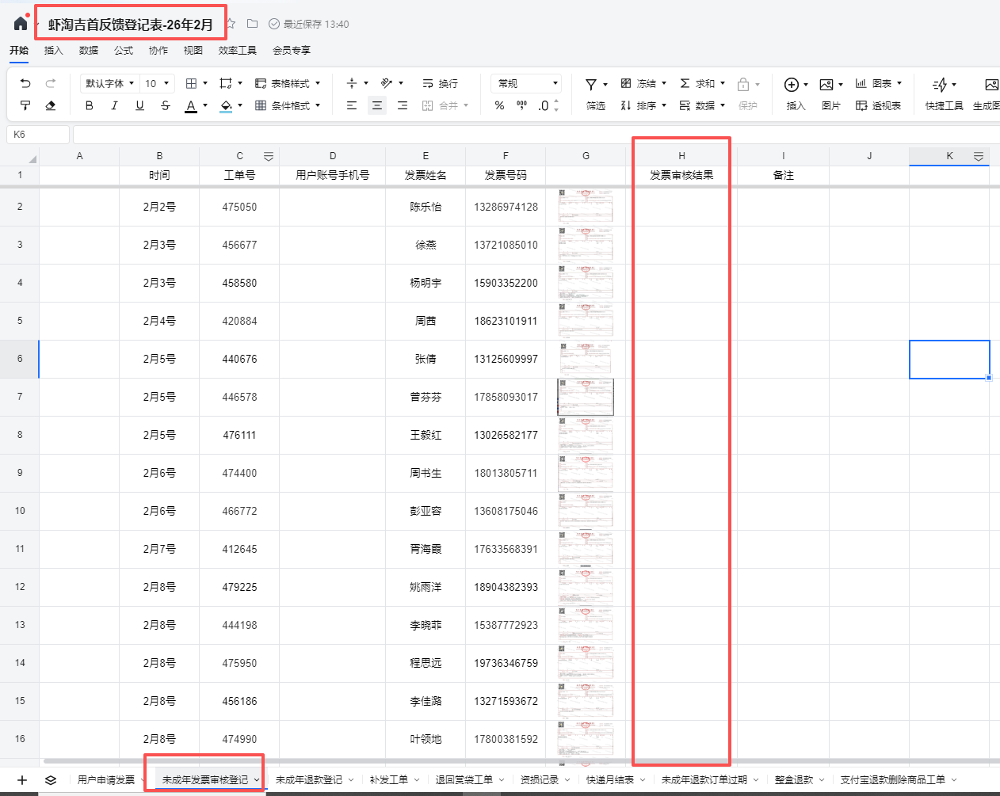 虾淘吉首反馈登记表-26年2月 最近保存 13:40
开始 插入 数据 公式 协作 视图 效率工具 会员专享
默认字体 10 表格样式 换行 常规 冻结 求和 图表
B I U S A 条件格式 合并 % .0 筛选 排序 数据 保护 插入 图片 透视表 快捷工具 生成图
K6
A B C D E F G H I J K
1 时间 工单号 用户账号手机号 发票姓名 发票号码 发票审核结果 备注
2 2月2号 475050 陈乐怡 13286974128
3 2月3号 456677 徐燕 13721085010
4 2月3号 458580 杨明宇 15903352200
5 2月4号 420884 周茜 18623101911
6 2月5号 440676 张倩 13125609997
7 2月5号 446578 曾芬芬 17858093017
8 2月5号 476111 王毅红 13026582177
9 2月6号 474400 周书生 18013805711
10 2月6号 466772 彭亚容 13608175046
11 2月7号 412645 胥海霞 17633568391
12 2月8号 479225 姚雨洋 18904382393
13 2月8号 444198 李晓菲 15387772923
14 2月8号 475950 程思远 19736346759
15 2月8号 456186 李佳潞 13271593672
16 2月8号 474990 叶领地 17800381592
用户申请发票 未成年发票审核登记 未成年退款登记 补发工单 退回赏袋工单 资损记录 快递月结表 未成年退款订单过期 整盒退款 支付宝退款删除商品工单